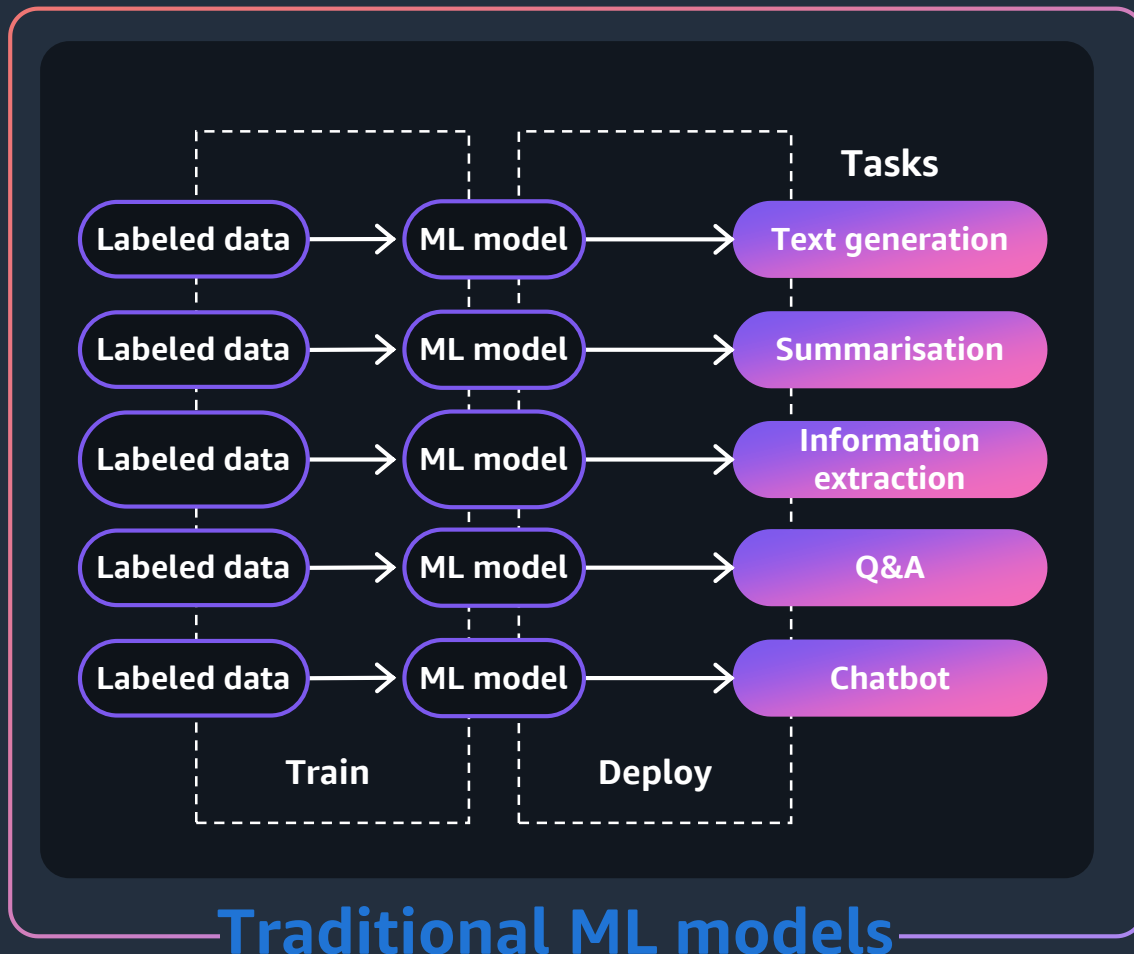 Tasks
Labeled data
ML model
Text generation
Labeled data
ML model
Summarisation
Labeled data
ML model
Information
extraction
Labeled data
ML model
Q&A
Labeled data
ML model
Chatbot
Train
Deploy
Traditional ML models